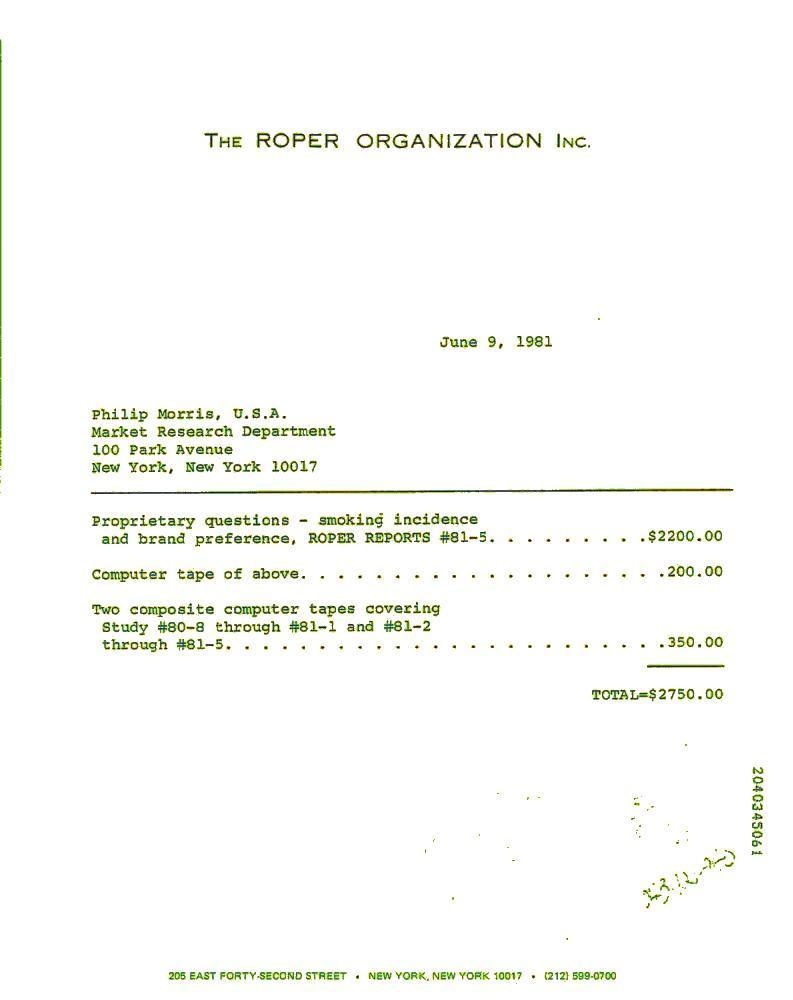 THE ROPER ORGANIZATION INC.
June 9, 1981
Philip Morris, U.S.A.
Market Research Department
100 Park Avenue
New York, New York 10017
Proprietary questions - smoking incidence
and brand preference, ROPER REPORTS #81-5. . . . . . . . . .$2200.00
Computer tape of above. . . . . . . . . . . . . . . . . . . . .200.00
Two composite computer tapes covering
Study #80-8 through #81-1 and #81-2
through #81-5. . . . . . . . . . . . . . . . . . . . . . . . .350.00
TOTAL=$2750.00
2040345061
205 EAST FORTY-SECOND STREET • NEW YORK, NEW YORK 10017 • (212) 599-0700